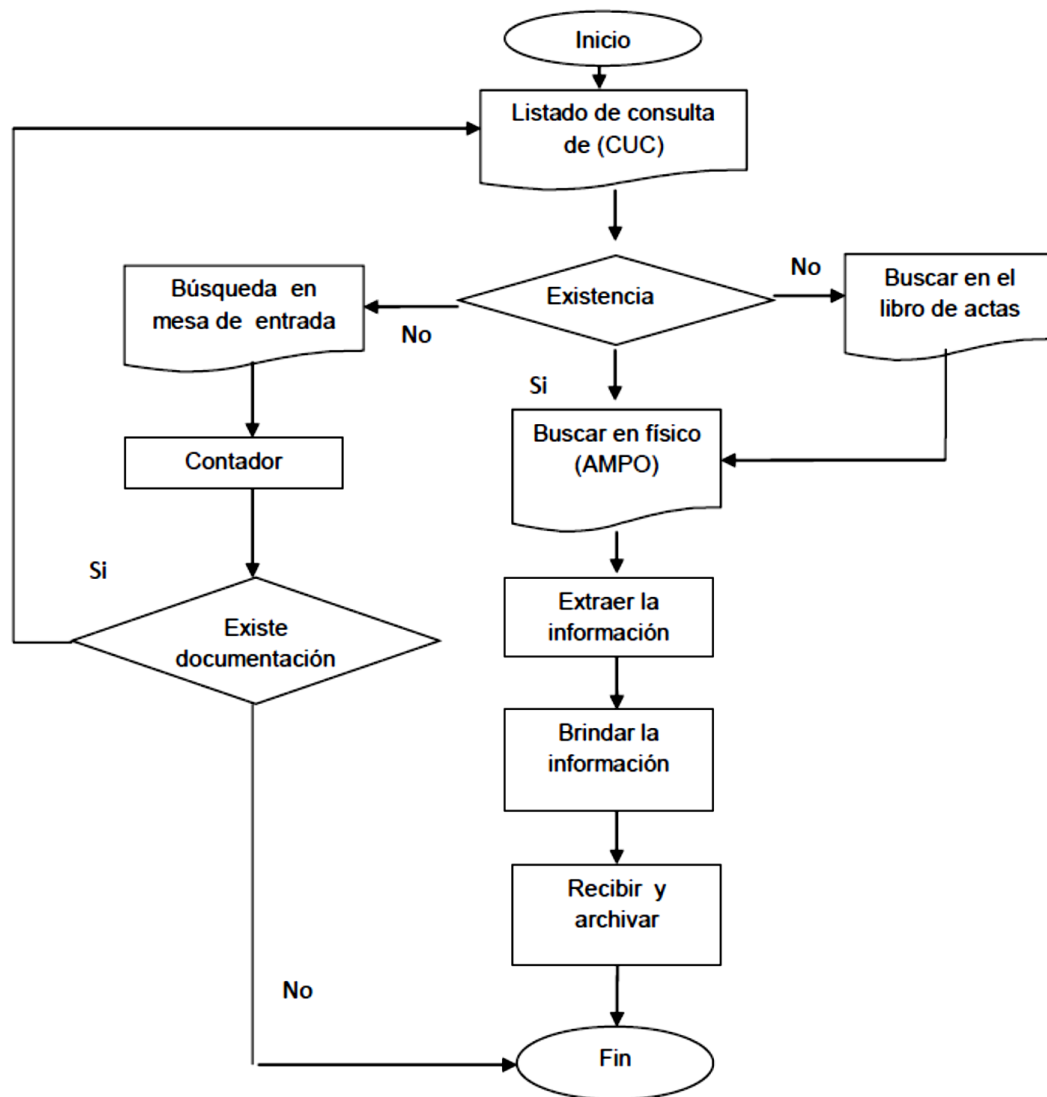 Inicio
Listado de consulta
de (CUC)
Búsqueda en
mesa de entrada
No
Existencia
No
Buscar en el
libro de actas
Si
Buscar en físico
(AMPO)
Contador
Si
Existe
documentación
Extraer la
información
Brindar la
información
Recibir y
archivar
No
Fin